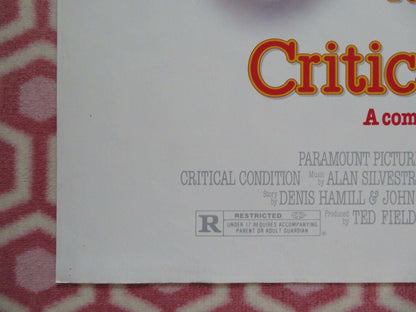 Critic
A com
PARAMOUNT PICTURE
CRITICAL CONDITION Music by ALAN SILVESTR
Story by DENIS HAMILL & JOHN
Produced by TED FIELD
R RESTRICTED
UNDER 17 REQUIRES ACCOMPANYING
PARENT OR ADULT GUARDIAN